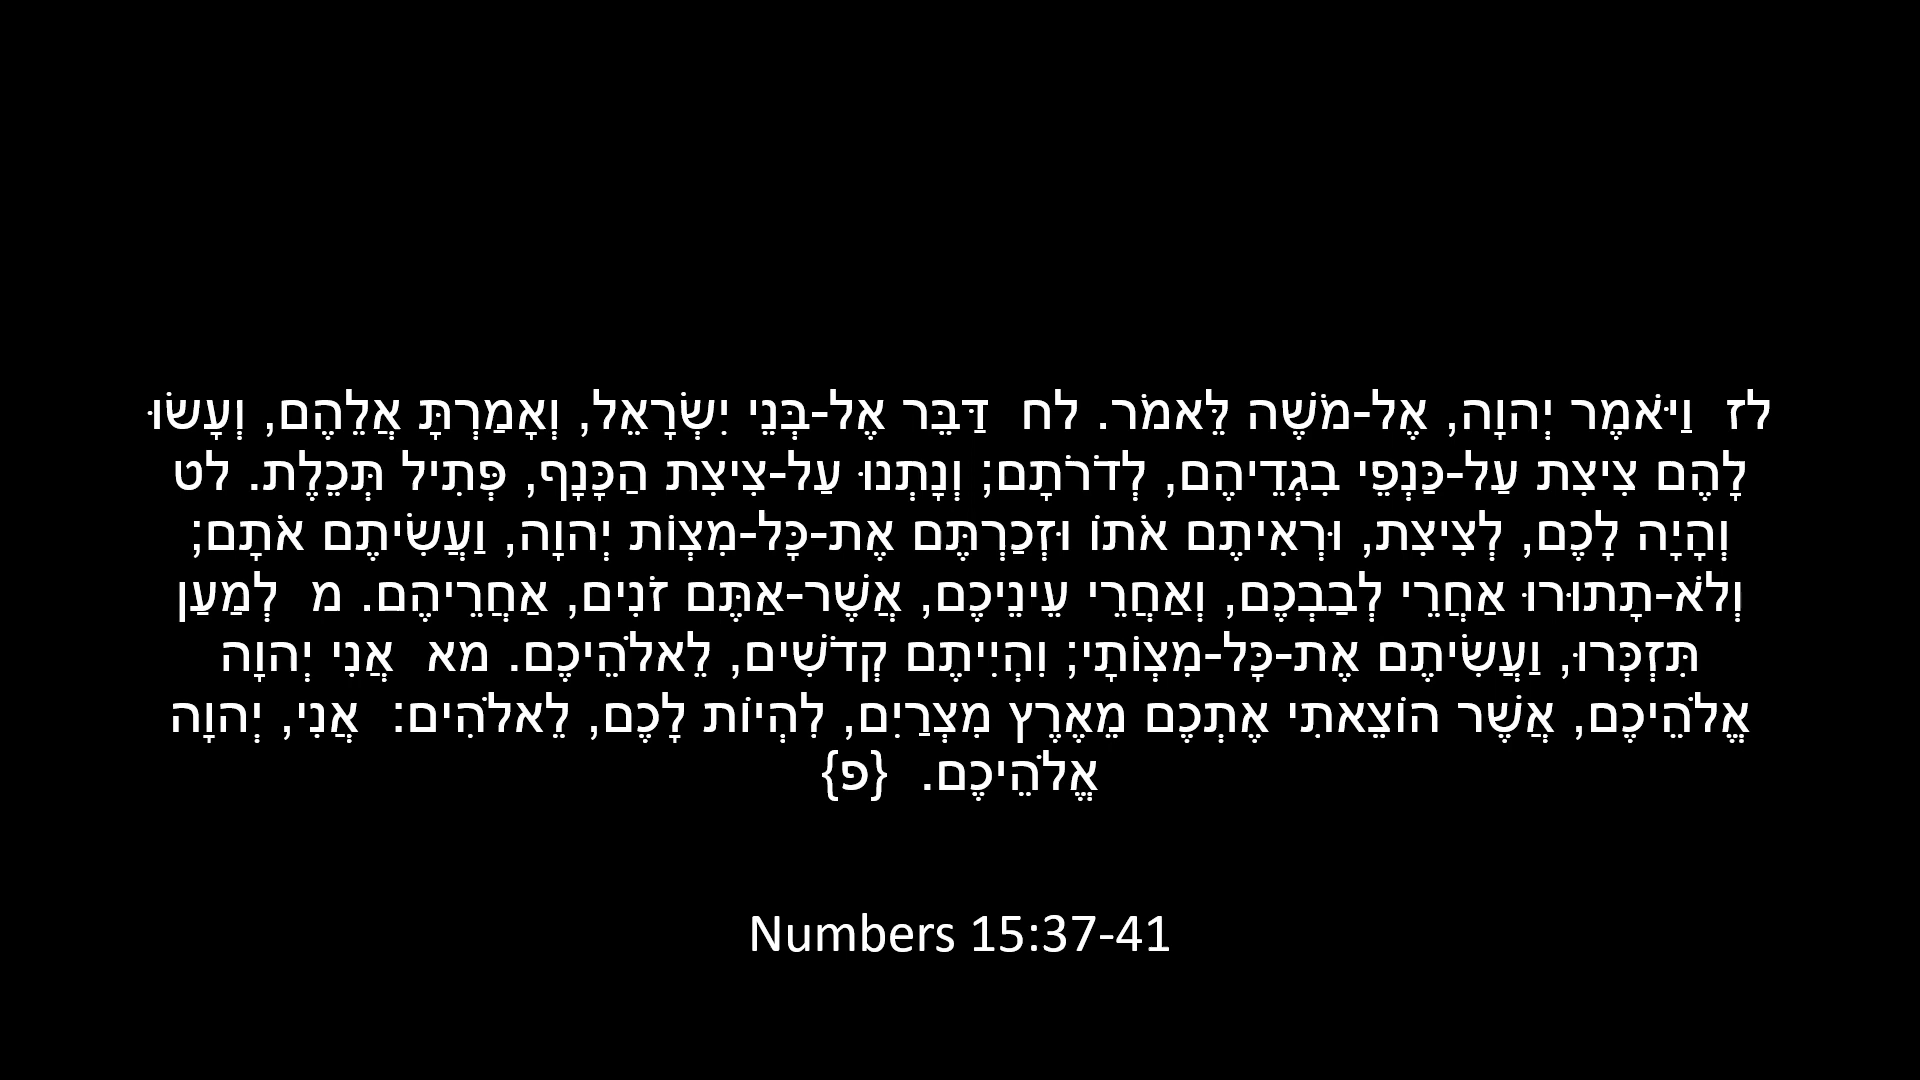 לז  וַיֹּאמֶר יְהוָה, אֶל-מֹשֶׁה לֵּאמֹר. לח  דַּבֵּר אֶל-בְּנֵי יִשְׂרָאֵל, וְאָמַרְתָּ אֲלֵהֶם, וְעָשׂוּ
לָהֶם צִיצִת עַל-כַּנְפֵי בִגְדֵיהֶם, לְדֹרֹתָם; וְנָתְנוּ עַל-צִיצִת הַכָּנָף, פְּתִיל תְּכֵלֶת. לט
וְהָיָה לָכֶם, לְצִיצִת, וּרְאִיתֶם אֹתוֹ וּזְכַרְתֶּם אֶת-כָּל-מִצְו‍ֹת יְהוָה, וַעֲשִׂיתֶם אֹתָם;
וְלֹא-תָתוּרוּ אַחֲרֵי לְבַבְכֶם, וְאַחֲרֵי עֵינֵיכֶם, אֲשֶׁר-אַתֶּם זֹנִים, אַחֲרֵיהֶם. מ  לְמַעַן
תִּזְכְּרוּ, וַעֲשִׂיתֶם אֶת-כָּל-מִצְו‍ֹתָי; וִהְיִיתֶם קְדֹשִׁים, לֵאלֹהֵיכֶם. מא  אֲנִי יְהוָה
אֱלֹהֵיכֶם, אֲשֶׁר הוֹצֵאתִי אֶתְכֶם מֵאֶרֶץ מִצְרַיִם, לִהְיוֹת לָכֶם, לֵאלֹהִים:  אֲנִי, יְהוָה
אֱלֹהֵיכֶם.  {פ}
Numbers 15:37-41